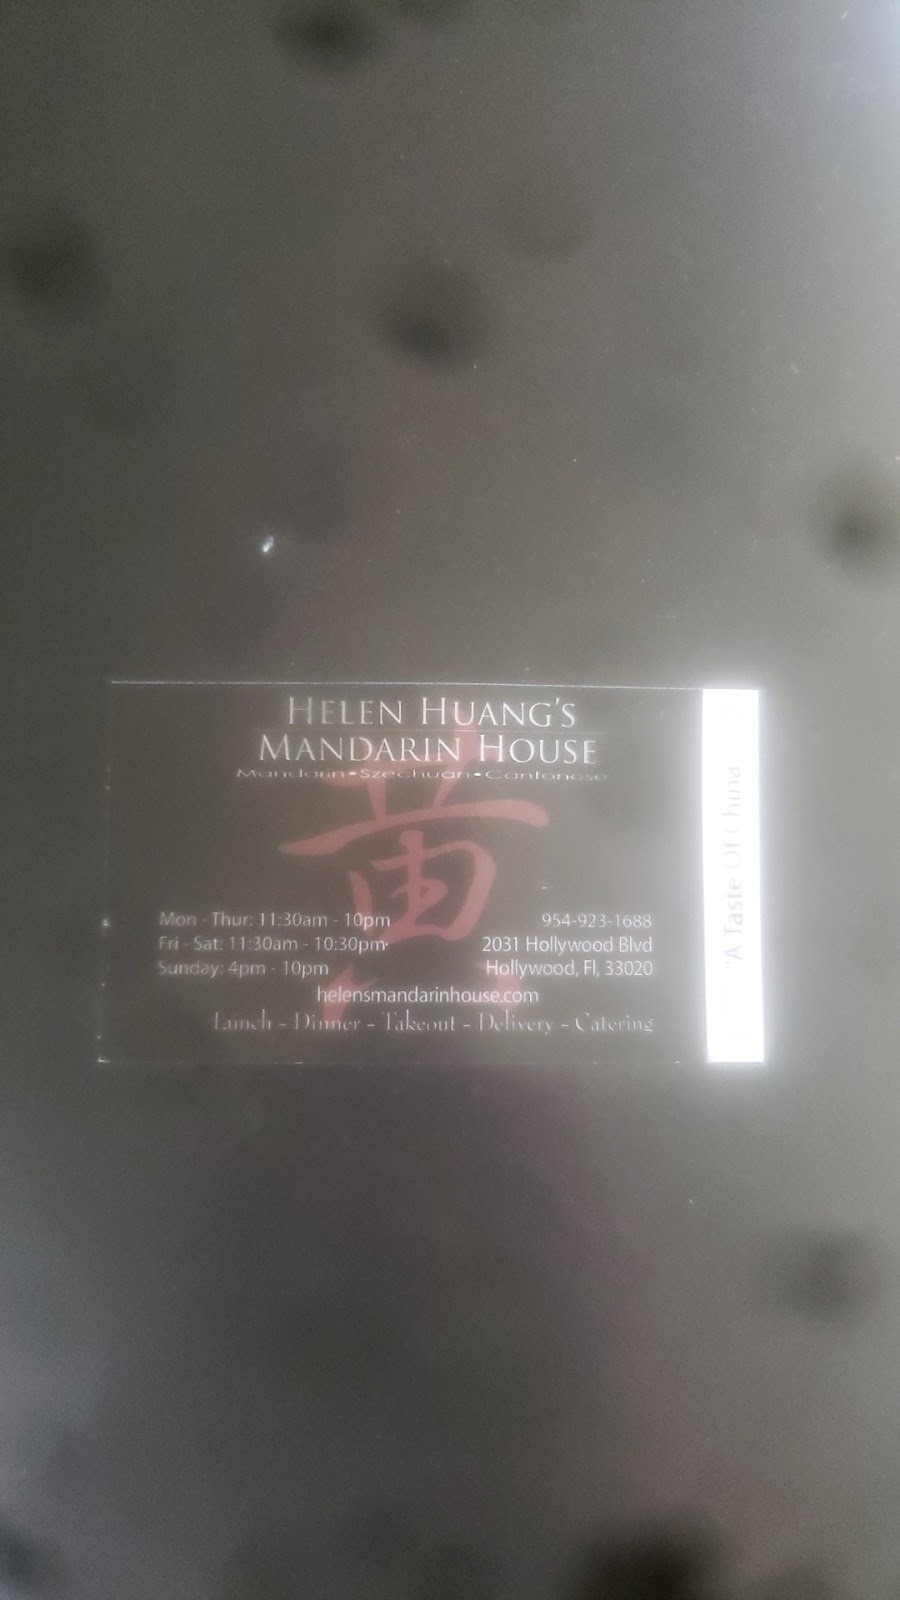 HELEN HUANG'S
MANDARIN HOUSE
Mandarin • Szechuan • Cantonese
黄
Mon - Thur: 11:30am - 10pm
Fri - Sat: 11:30am - 10:30pm
Sunday: 4pm - 10pm
954-923-1688
2031 Hollywood Blvd
Hollywood, Fl, 33020
helensmandarinhouse.com
Lunch - Dinner - Takeout - Delivery - Catering
"A Taste Of China"